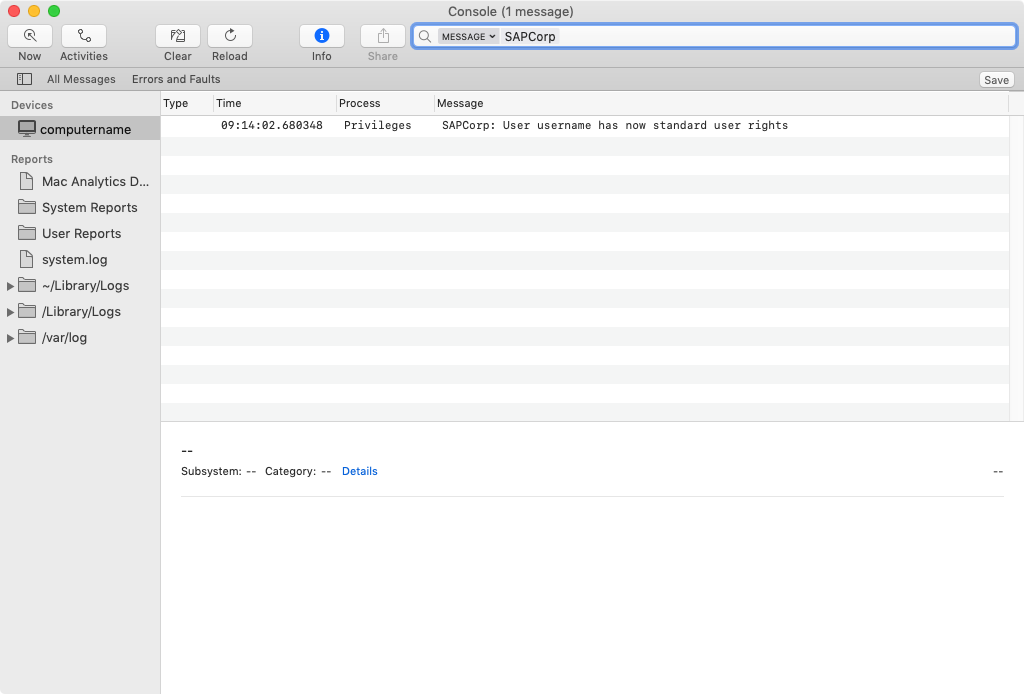 Console (1 message)
MESSAGE SAPCorp
Now Activities Clear Reload Info Share
All Messages Errors and Faults Save
Devices
computername
Reports
Mac Analytics D...
System Reports
User Reports
system.log
~/Library/Logs
/Library/Logs
/var/log
Type Time Process Message
09:14:02.680348 Privileges SAPCorp: User username has now standard user rights
--
Subsystem: -- Category: -- Details --